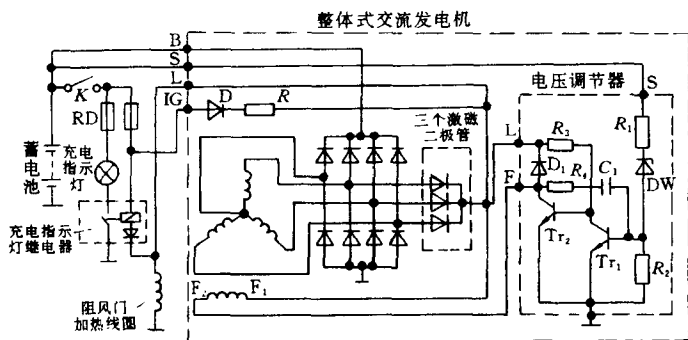 整体式交流发电机
B
S
L
IG
K
RD
D
R
蓄电池
充电
指示
灯
充电指示
灯继电器
阻风门
加热线圈
三个激磁
二极管
F₂
F₁
电压调节器
S
L
F
R₁
R₃
D₁
R₄
C₁
DW
Tr₂
Tr₁
R₂